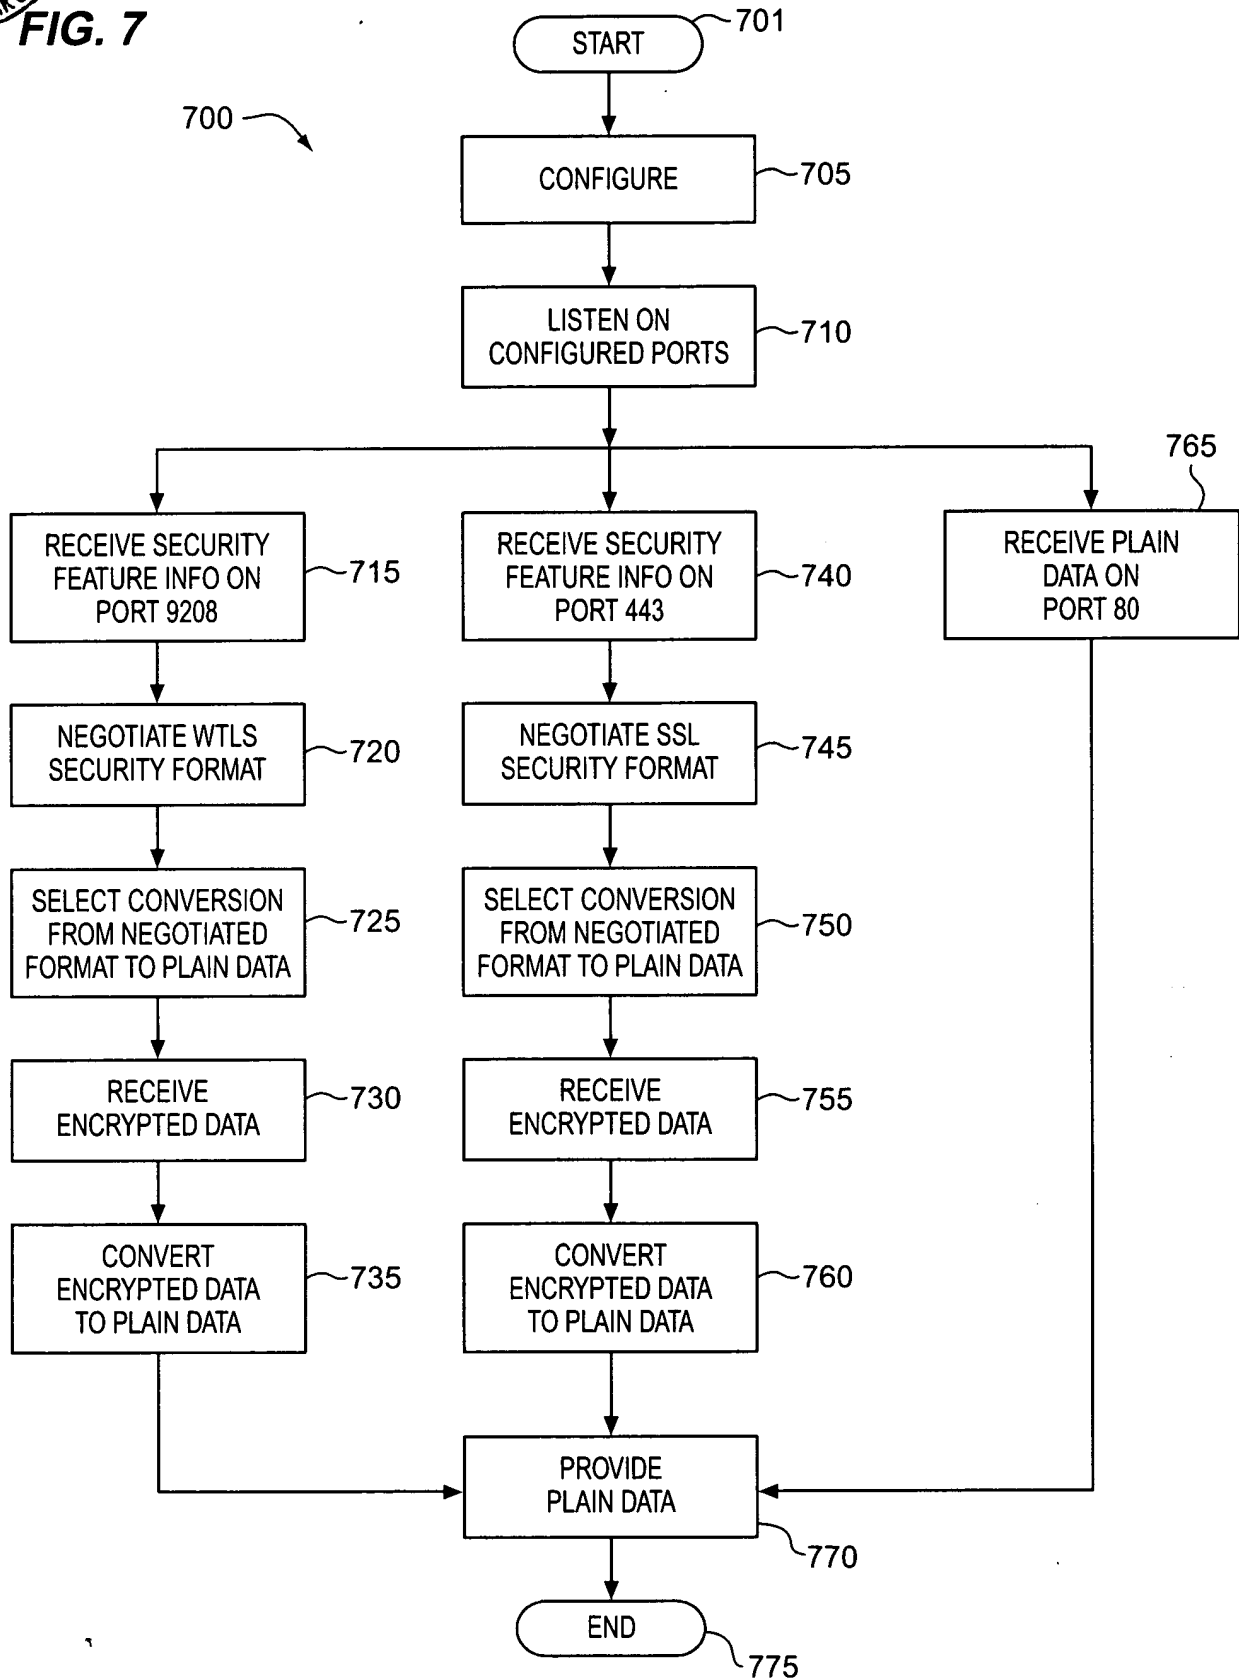 FIG. 7
START
701
700
CONFIGURE
705
LISTEN ON
CONFIGURED PORTS
710
765
RECEIVE SECURITY
FEATURE INFO ON
PORT 9208
715
RECEIVE SECURITY
FEATURE INFO ON
PORT 443
740
RECEIVE PLAIN
DATA ON
PORT 80
NEGOTIATE WTLS
SECURITY FORMAT
720
NEGOTIATE SSL
SECURITY FORMAT
745
SELECT CONVERSION
FROM NEGOTIATED
FORMAT TO PLAIN DATA
725
SELECT CONVERSION
FROM NEGOTIATED
FORMAT TO PLAIN DATA
750
RECEIVE
ENCRYPTED DATA
730
RECEIVE
ENCRYPTED DATA
755
CONVERT
ENCRYPTED DATA
TO PLAIN DATA
735
CONVERT
ENCRYPTED DATA
TO PLAIN DATA
760
PROVIDE
PLAIN DATA
770
END
775